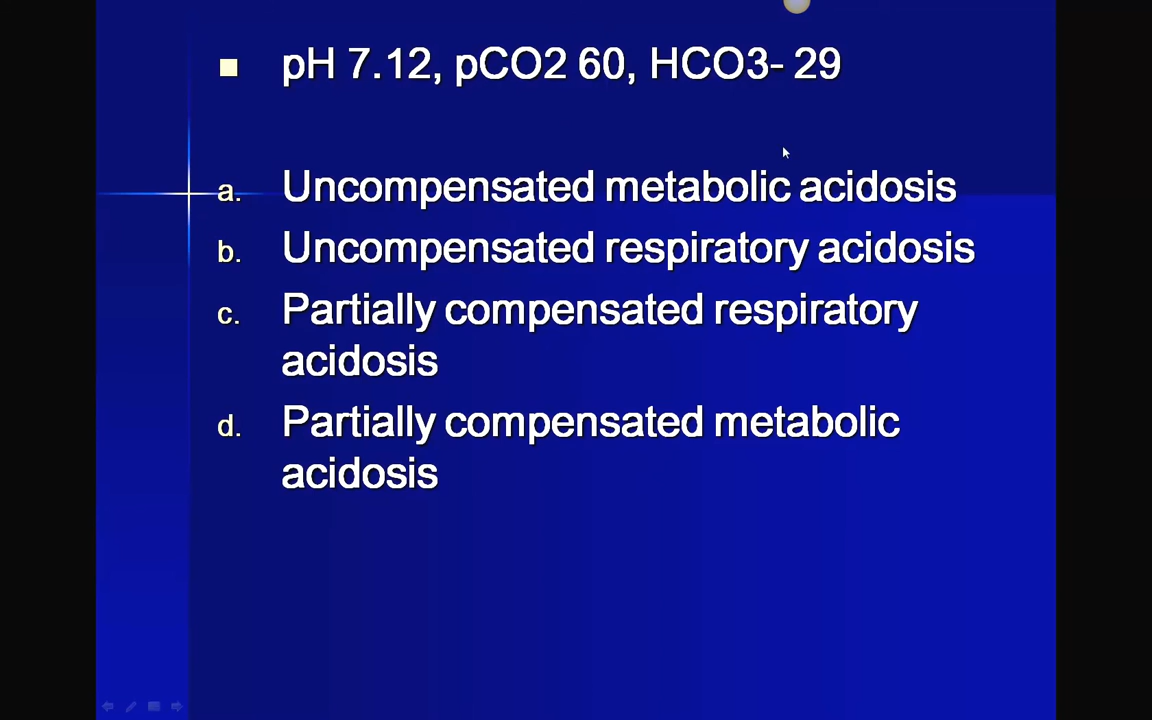 pH 7.12, pCO2 60, HCO3- 29
a. Uncompensated metabolic acidosis
b. Uncompensated respiratory acidosis
c. Partially compensated respiratory
acidosis
d. Partially compensated metabolic
acidosis